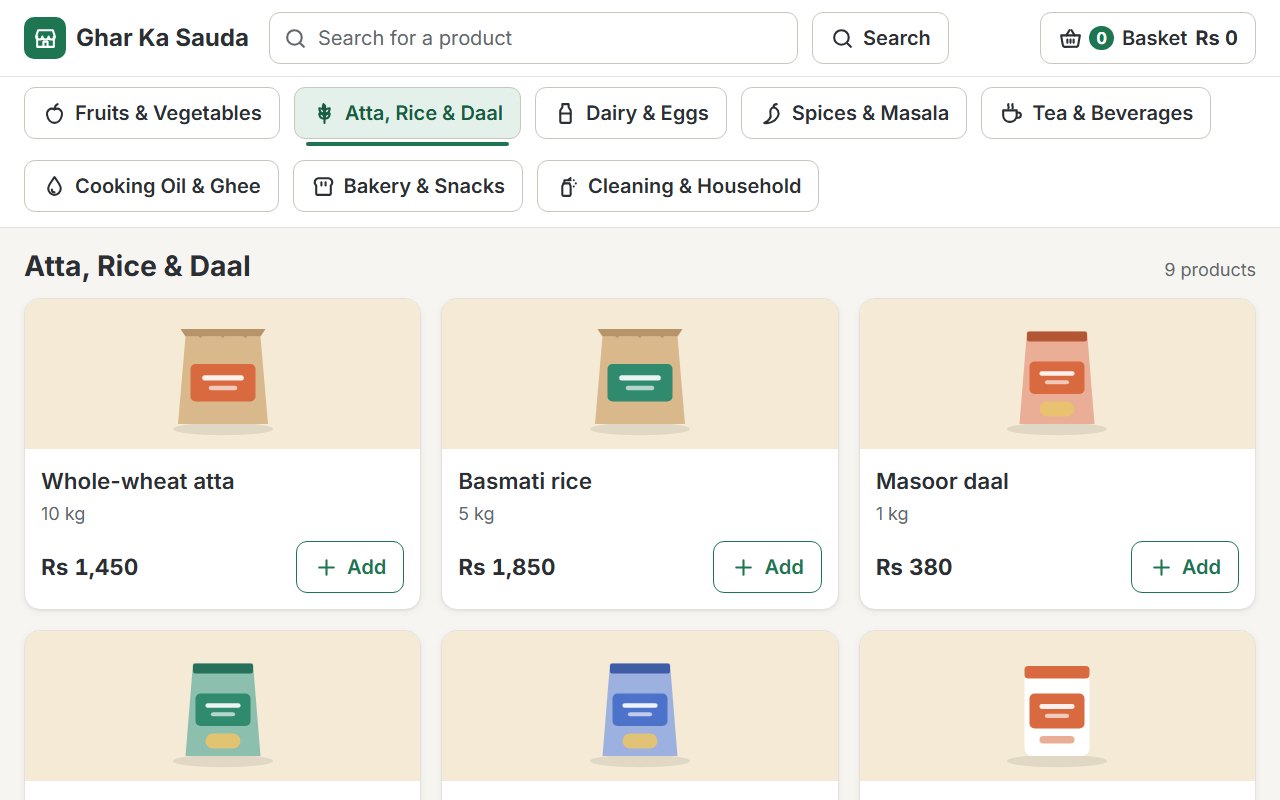 Ghar Ka Sauda
Search for a product
Search
0 Basket Rs 0
Fruits & Vegetables
Atta, Rice & Daal
Dairy & Eggs
Spices & Masala
Tea & Beverages
Cooking Oil & Ghee
Bakery & Snacks
Cleaning & Household
Atta, Rice & Daal
9 products
Whole-wheat atta
10 kg
Rs 1,450
+ Add
Basmati rice
5 kg
Rs 1,850
+ Add
Masoor daal
1 kg
Rs 380
+ Add